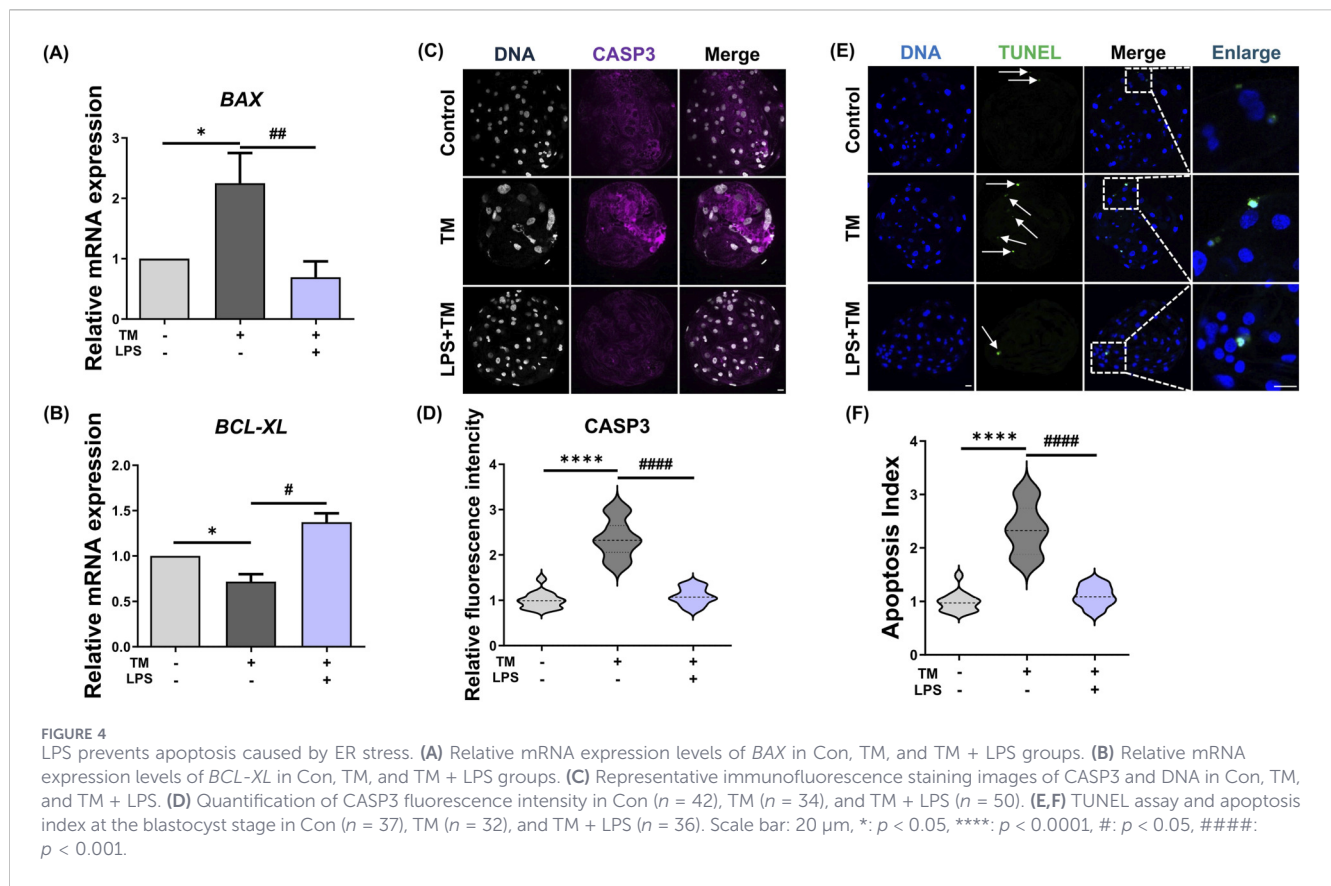 (A)
BAX
Relative mRNA expression
3
2
1
0
*
##
TM - + +
LPS - - +
(B)
BCL-XL
Relative mRNA expression
2.0
1.5
1.0
0.5
0.0
*
#
TM - + +
LPS - - +
(C)
DNA CASP3 Merge
Control
TM
LPS+TM
(D)
CASP3
Relative fluorescence intencity
4
3
2
1
0
****
####
TM - + +
LPS - - +
(E)
DNA TUNEL Merge Enlarge
Control
TM
LPS+TM
(F)
Apoptosis Index
4
3
2
1
0
****
####
TM - + +
LPS - - +
FIGURE 4
LPS prevents apoptosis caused by ER stress. (A) Relative mRNA expression levels of BAX in Con, TM, and TM + LPS groups. (B) Relative mRNA
expression levels of BCL-XL in Con, TM, and TM + LPS groups. (C) Representative immunofluorescence staining images of CASP3 and DNA in Con, TM,
and TM + LPS. (D) Quantification of CASP3 fluorescence intensity in Con (n = 42), TM (n = 34), and TM + LPS (n = 50). (E,F) TUNEL assay and apoptosis
index at the blastocyst stage in Con (n = 37), TM (n = 32), and TM + LPS (n = 36). Scale bar: 20 μm, *: p < 0.05, ****: p < 0.0001, #: p < 0.05, ####:
p < 0.001.